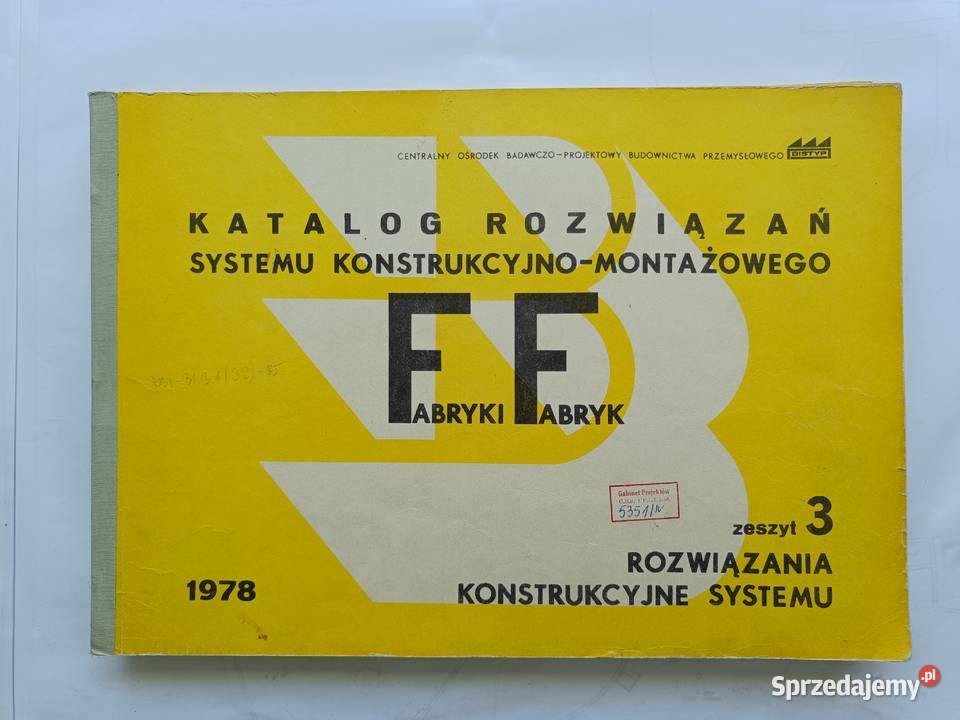 CENTRALNY OŚRODEK BADAWCZO-PROJEKTOWY BUDOWNICTWA PRZEMYSŁOWEGO BISTYP
KATALOG ROZWIĄZAŃ
SYSTEMU KONSTRUKCYJNO-MONTAŻOWEGO
FABRYKI FABRYK
Gabinet Projektów
5351/IV
zeszyt 3
ROZWIĄZANIA
1978
KONSTRUKCYJNE SYSTEMU
Sprzedajemy.pl